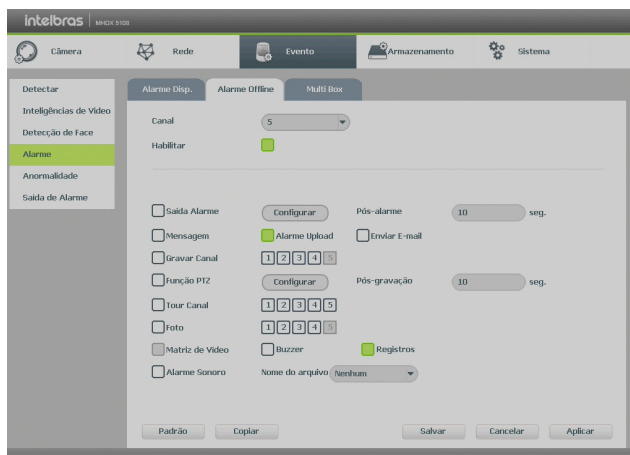 intelbras | MHDX 5108
Câmera Rede Evento Armazenamento Sistema
Detectar
Inteligências de Video
Detecção de Face
Alarme
Anormalidade
Saida de Alarme
Alarme Disp. Alarme Offline Multi Box
Canal 5
Habilitar
Saida Alarme Configurar Pós-alarme 10 seg.
Mensagem Alarme Upload Enviar E-mail
Gravar Canal 1 2 3 4 5
Função PTZ Configurar Pós-gravação 10 seg.
Tour Canal 1 2 3 4 5
Foto 1 2 3 4 5
Matriz de Video Buzzer Registros
Alarme Sonoro Nome do arquivo Nenhum
Padrão Copiar Salvar Cancelar Aplicar